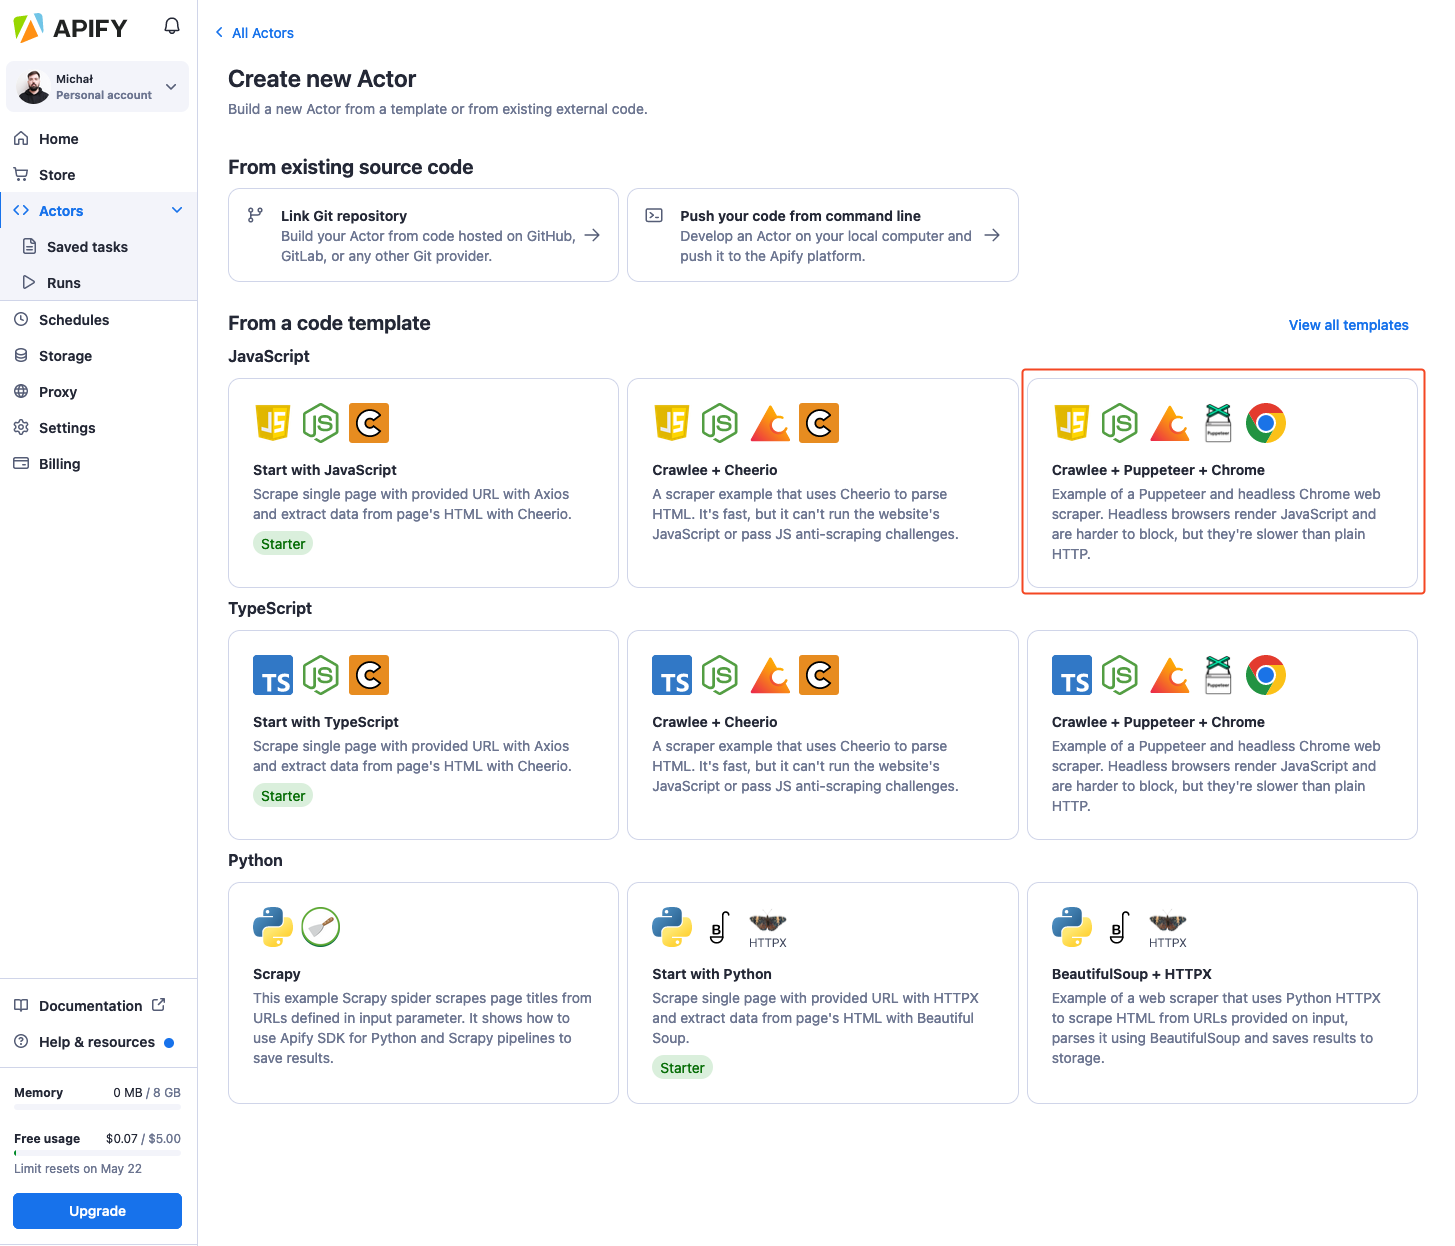 APIFY
Michał
Personal account
Home
Store
Actors
Saved tasks
Runs
Schedules
Storage
Proxy
Settings
Billing
Documentation
Help & resources
Memory 0 MB / 8 GB
Free usage $0.07 / $5.00
Limit resets on May 22
Upgrade
All Actors
Create new Actor
Build a new Actor from a template or from existing external code.
From existing source code
Link Git repository
Build your Actor from code hosted on GitHub,
GitLab, or any other Git provider.
Push your code from command line
Develop an Actor on your local computer and
push it to the Apify platform.
From a code template
View all templates
JavaScript
JS JS C
Start with JavaScript
Scrape single page with provided URL with Axios
and extract data from page's HTML with Cheerio.
Starter
JS JS C C
Crawlee + Cheerio
A scraper example that uses Cheerio to parse
HTML. It's fast, but it can't run the website's
JavaScript or pass JS anti-scraping challenges.
JS JS C Puppeteer
Crawlee + Puppeteer + Chrome
Example of a Puppeteer and headless Chrome web
scraper. Headless browsers render JavaScript and
are harder to block, but they're slower than plain
HTTP.
TypeScript
TS JS C
Start with TypeScript
Scrape single page with provided URL with Axios
and extract data from page's HTML with Cheerio.
Starter
TS JS C C
Crawlee + Cheerio
A scraper example that uses Cheerio to parse
HTML. It's fast, but it can't run the website's
JavaScript or pass JS anti-scraping challenges.
TS JS C Puppeteer
Crawlee + Puppeteer + Chrome
Example of a Puppeteer and headless Chrome web
scraper. Headless browsers render JavaScript and
are harder to block, but they're slower than plain
HTTP.
Python
Scrapy
This example Scrapy spider scrapes page titles from
URLs defined in input parameter. It shows how to
use Apify SDK for Python and Scrapy pipelines to
save results.
B HTTPX
Start with Python
Scrape single page with provided URL with HTTPX
and extract data from page's HTML with Beautiful
Soup.
Starter
B HTTPX
BeautifulSoup + HTTPX
Example of a web scraper that uses Python HTTPX
to scrape HTML from URLs provided on input,
parses it using BeautifulSoup and saves results to
storage.